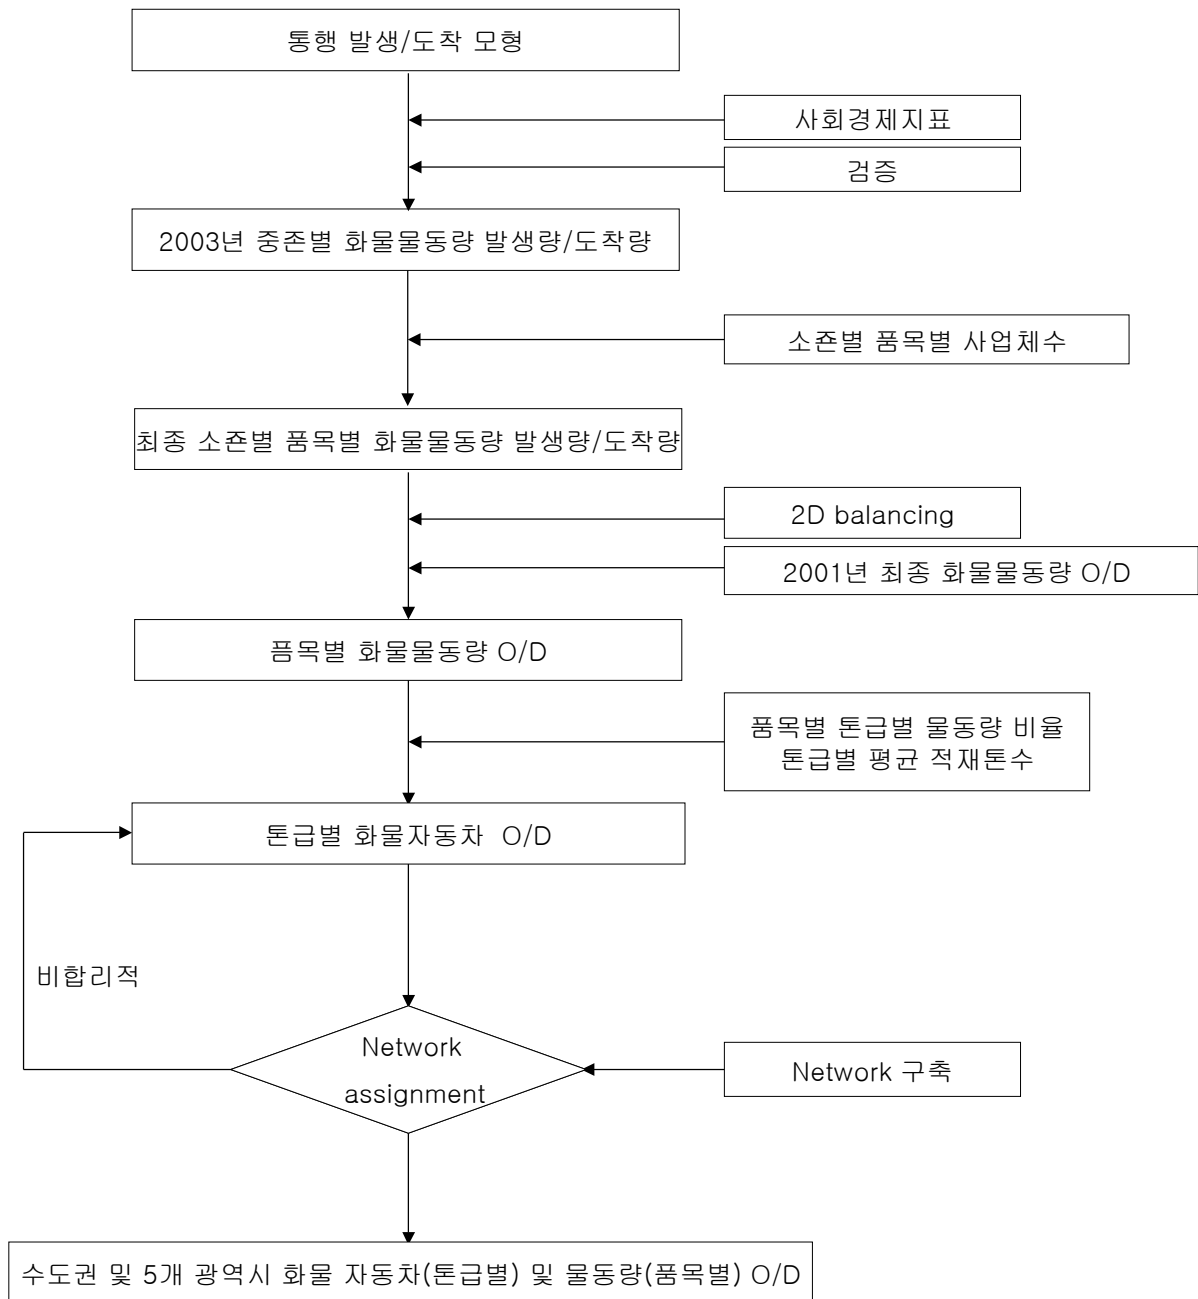 통행 발생/도착 모형
사회경제지표
검증
2003년 중존별 화물물동량 발생량/도착량
소죤별 품목별 사업체수
최종 소죤별 품목별 화물물동량 발생량/도착량
2D balancing
2001년 최종 화물물동량 O/D
픔목별 화물물동량 O/D
품목별 톤급별 물동량 비율
톤급별 평균 적재톤수
톤급별 화물자동차 O/D
비합리적
Network
assignment
Network 구축
수도권 및 5개 광역시 화물 자동차(톤급별) 및 물동량(품목별) O/D